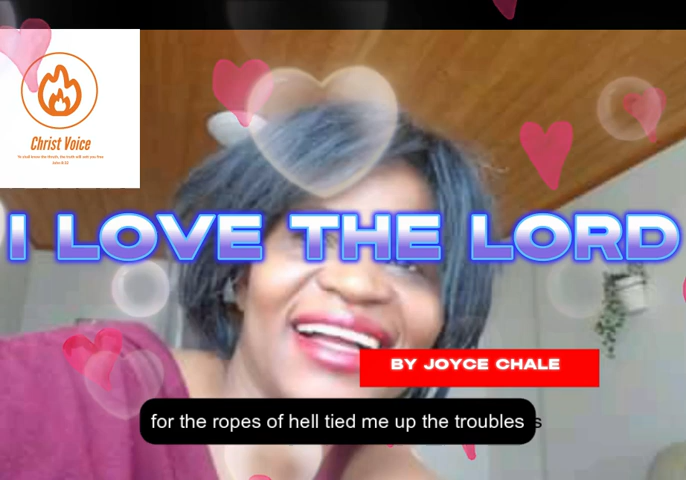 Christ Voice
I LOVE THE LORD
BY JOYCE CHALE
for the ropes of hell tied me up the troubles